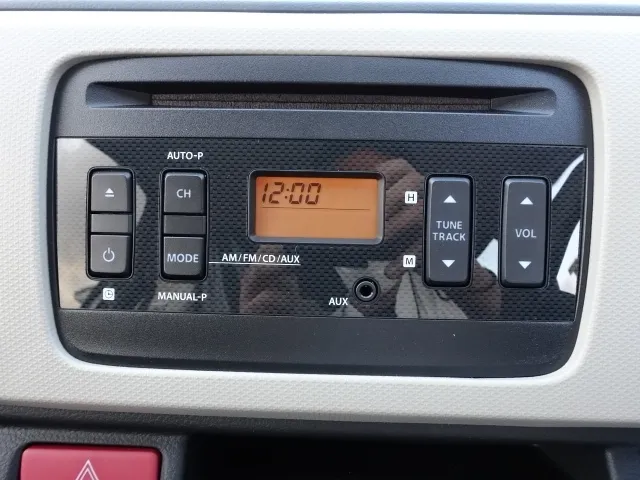 AUTO-P
CH
12:00
H
TUNE
TRACK
VOL
MODE
AM/FM/CD/AUX
M
MANUAL-P
AUX